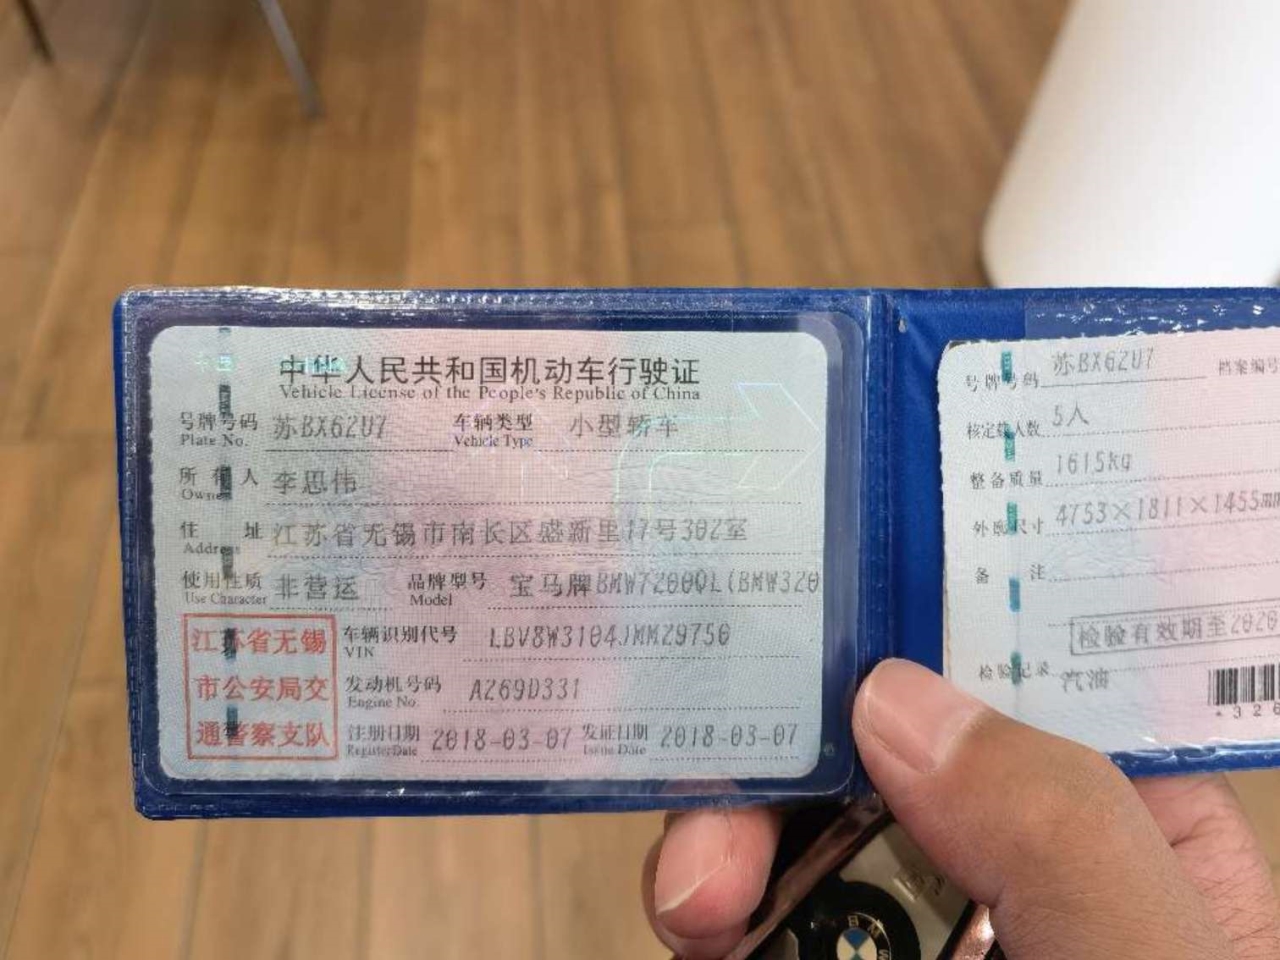 中华人民共和国机动车行驶证
Vehicle License of the People's Republic of China
号牌号码 苏BX62U7 车辆类型 小型轿车
Plate No. Vehicle Type
所有人 李思伟
Owner
住址 江苏省无锡市南长区盛新里17号302室
Address
使用性质 非营运 品牌型号 宝马牌BMW7200QL(BMW320
Use Character Model
江苏省无锡
市公安局交
通警察支队
车辆识别代号 LBV8W3104JMM29750
VIN
发动机号码 A269D331
Engine No.
注册日期 2018-03-07 发证日期 2018-03-07
Register Date Issue Date
号牌号码 苏BX62U7 档案编号
核定载人数 5人
整备质量 1615kg
外廓尺寸 4753×1811×1455mm
备注
检验有效期至2020
检验记录 汽油
*326
BMW